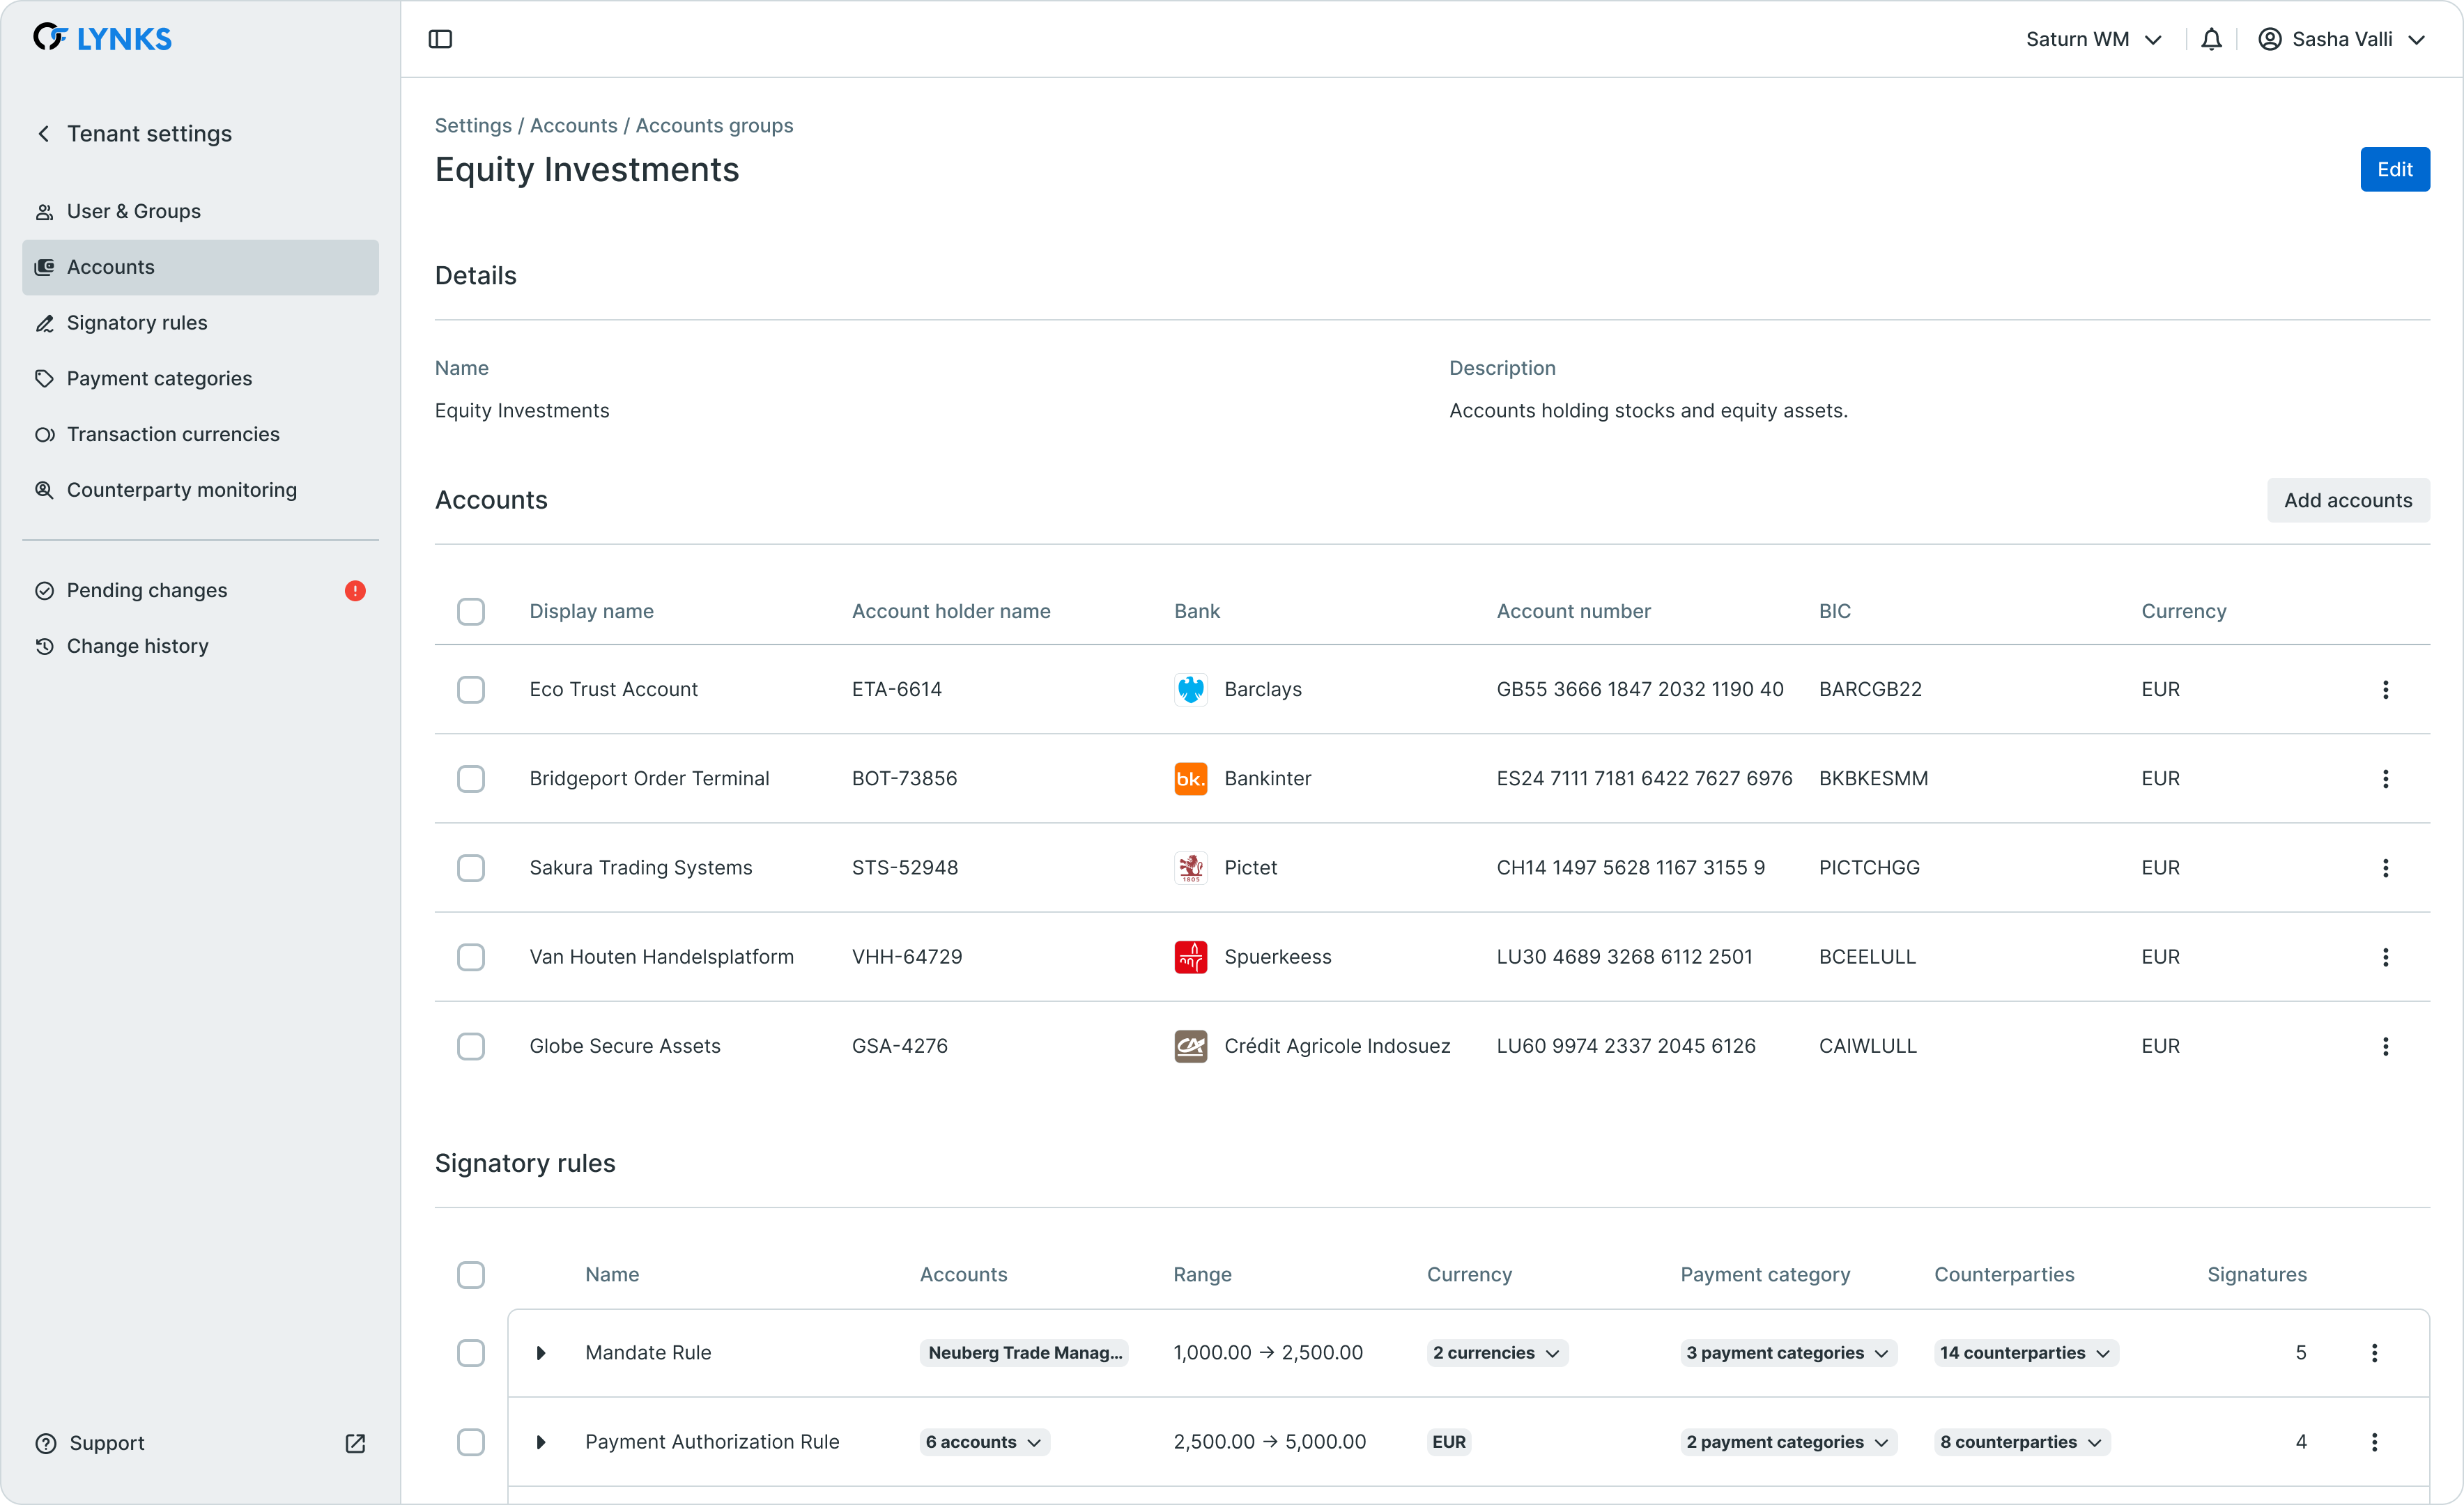 LYNKS
Saturn WM
Sasha Valli
Tenant settings
User & Groups
Accounts
Signatory rules
Payment categories
Transaction currencies
Counterparty monitoring
Pending changes
!
Change history
Support
Settings / Accounts / Accounts groups
Equity Investments
Edit
Details
Name
Description
Equity Investments
Accounts holding stocks and equity assets.
Accounts
Add accounts
Display name Account holder name Bank Account number BIC Currency
Eco Trust Account ETA-6614 Barclays GB55 3666 1847 2032 1190 40 BARCGB22 EUR
Bridgeport Order Terminal BOT-73856 bk. Bankinter ES24 7111 7181 6422 7627 6976 BKBKESMM EUR
Sakura Trading Systems STS-52948 1805 Pictet CH14 1497 5628 1167 3155 9 PICTCHGG EUR
Van Houten Handelsplatform VHH-64729 Spuerkeess LU30 4689 3268 6112 2501 BCEELULL EUR
Globe Secure Assets GSA-4276 CA Crédit Agricole Indosuez LU60 9974 2337 2045 6126 CAIWLULL EUR
Signatory rules
Name Accounts Range Currency Payment category Counterparties Signatures
Mandate Rule Neuberg Trade Manag... 1,000.00 → 2,500.00 2 currencies 3 payment categories 14 counterparties 5
Payment Authorization Rule 6 accounts 2,500.00 → 5,000.00 EUR 2 payment categories 8 counterparties 4